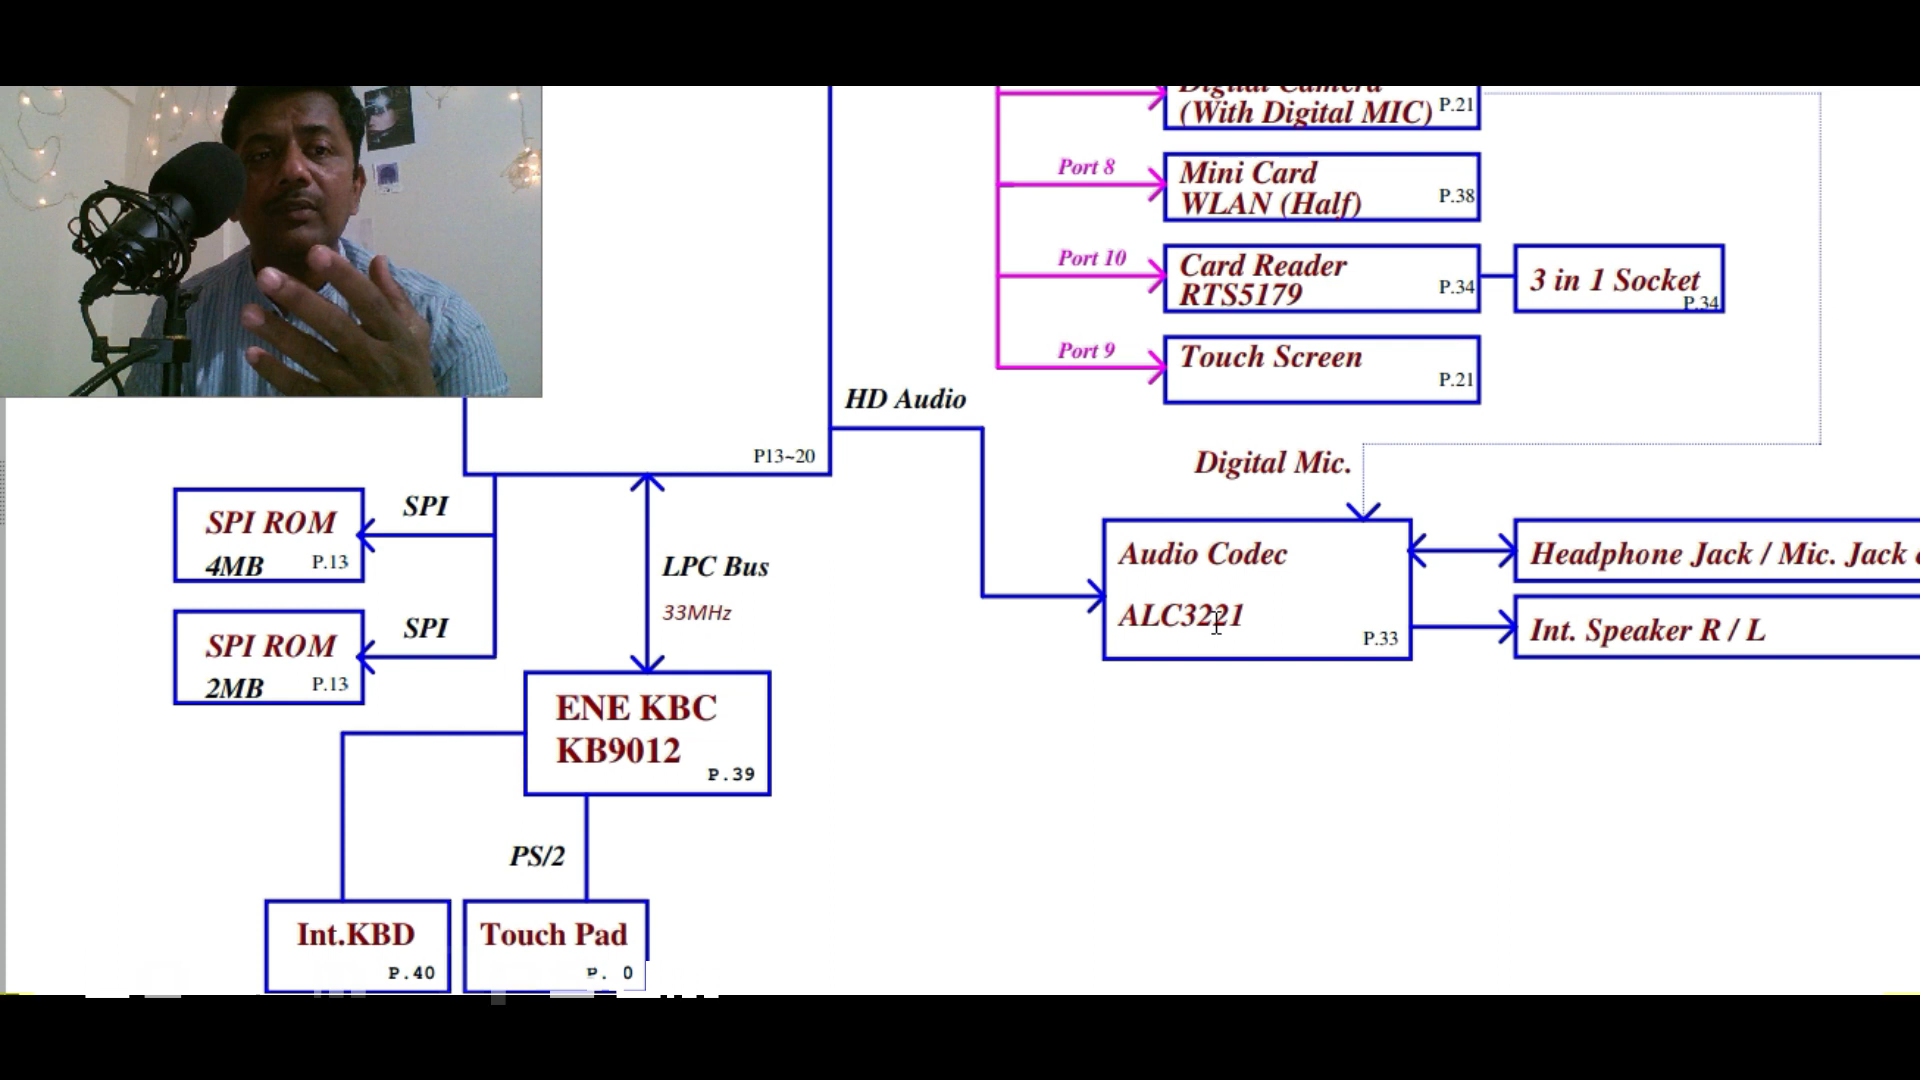 (With Digital MIC) P.21
Port 8
Mini Card
WLAN (Half)
P.38
Port 10
Card Reader
RTS5179
P.34
3 in 1 Socket
P.34
Port 9
Touch Screen
P.21
HD Audio
P13~20
Digital Mic.
SPI ROM
4MB P.13
SPI
SPI ROM
2MB P.13
SPI
LPC Bus
33MHz
Audio Codec
ALC3221
P.33
Headphone Jack / Mic. Jack
Int. Speaker R / L
ENE KBC
KB9012
P.39
PS/2
Int.KBD
P.40
Touch Pad